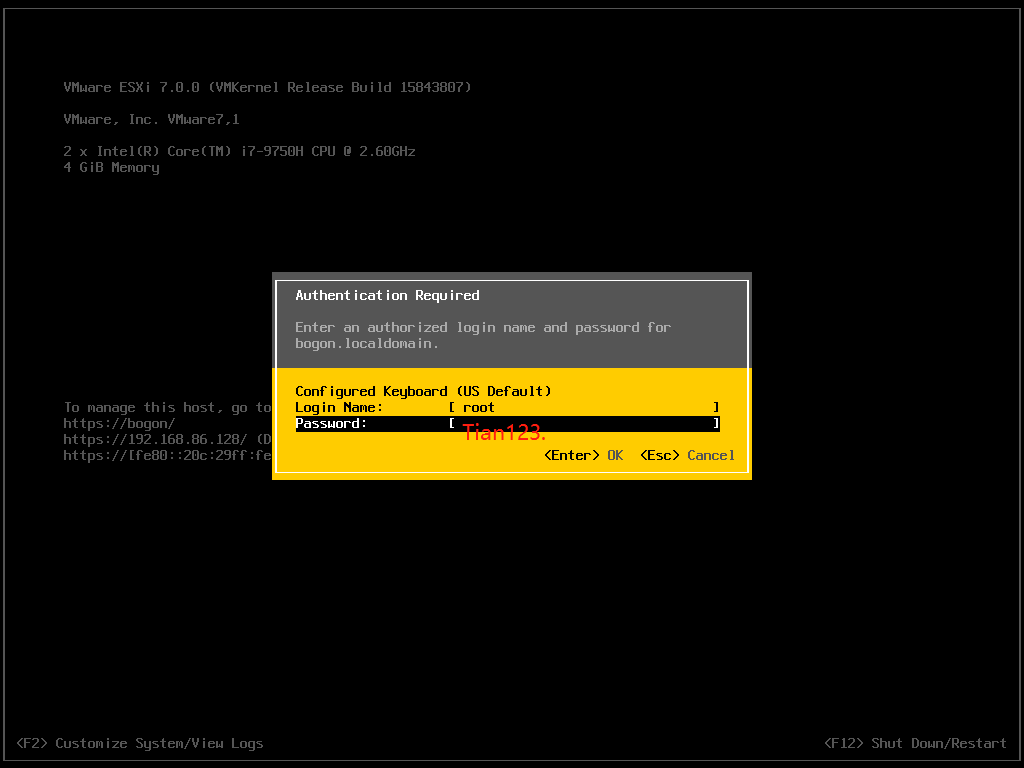 VMware ESXi 7.0.0 (VMKernel Release Build 15843807)
VMware, Inc. VMware7,1
2 x Intel(R) Core(TM) i7-9750H CPU @ 2.60GHz
4 GiB Memory
Authentication Required
Enter an authorized login name and password for
bogon.localdomain.
Configured Keyboard (US Default)
To manage this host, go to
Login Name: [ root ]
https://bogon/
Password: [ Tian123. ]
https://192.168.86.128/ (D
https://[fe80::20c:29ff:fe
<Enter> OK <Esc> Cancel
<F2> Customize System/View Logs
<F12> Shut Down/Restart